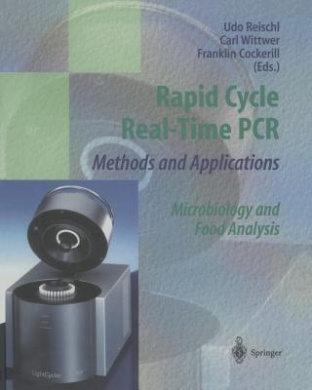 Udo Reischl
Carl Wittwer
Franklin Cockerill
(Eds.)
Rapid Cycle
Real-Time PCR
Methods and Applications
Microbiology and
Food Analysis
LightCycler
Springer